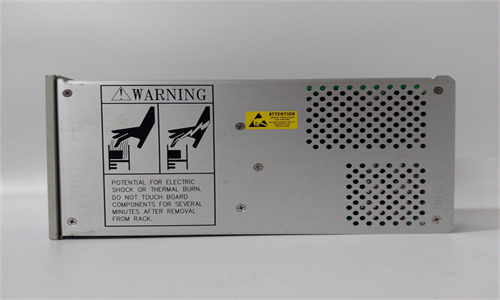 WARNING
POTENTIAL FOR ELECTRIC
SHOCK OR THERMAL BURN.
DO NOT TOUCH BOARD
COMPONENTS FOR SEVERAL
MINUTES AFTER REMOVAL
FROM RACK.
ATTENTION